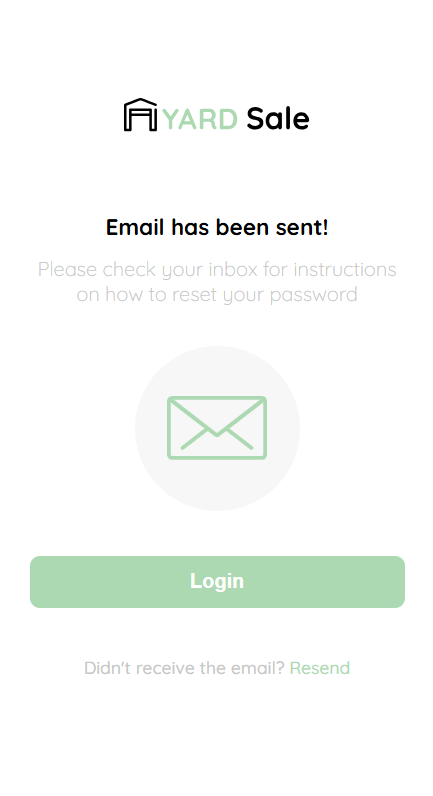 YARD Sale
Email has been sent!
Please check your inbox for instructions
on how to reset your password
Login
Didn't receive the email? Resend